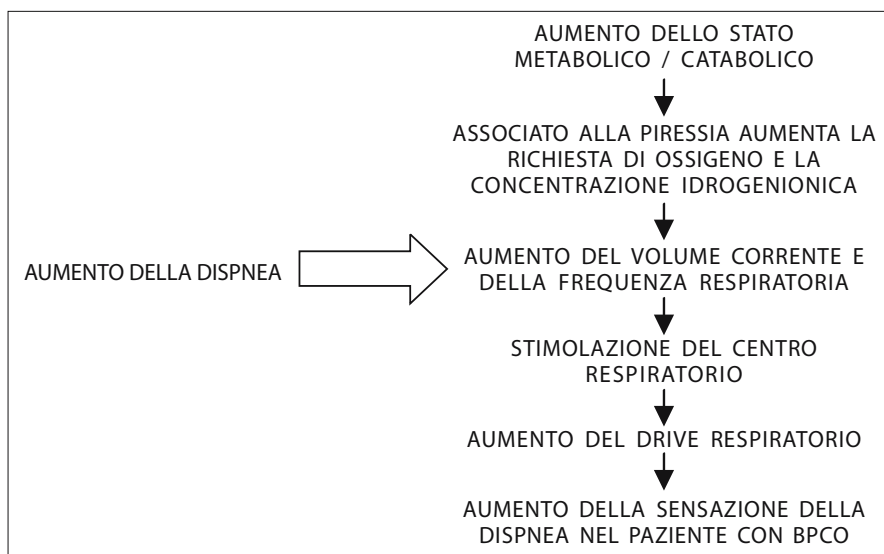 AUMENTO DELLO STATO
METABOLICO / CATABOLICO
ASSOCIATO ALLA PIRESSIA AUMENTA LA
RICHIESTA DI OSSIGENO E LA
CONCENTRAZIONE IDROGENIONICA
AUMENTO DELLA DISPNEA
AUMENTO DEL VOLUME CORRENTE E
DELLA FREQUENZA RESPIRATORIA
STIMOLAZIONE DEL CENTRO
RESPIRATORIO
AUMENTO DEL DRIVE RESPIRATORIO
AUMENTO DELLA SENSAZIONE DELLA
DISPNEA NEL PAZIENTE CON BPCO